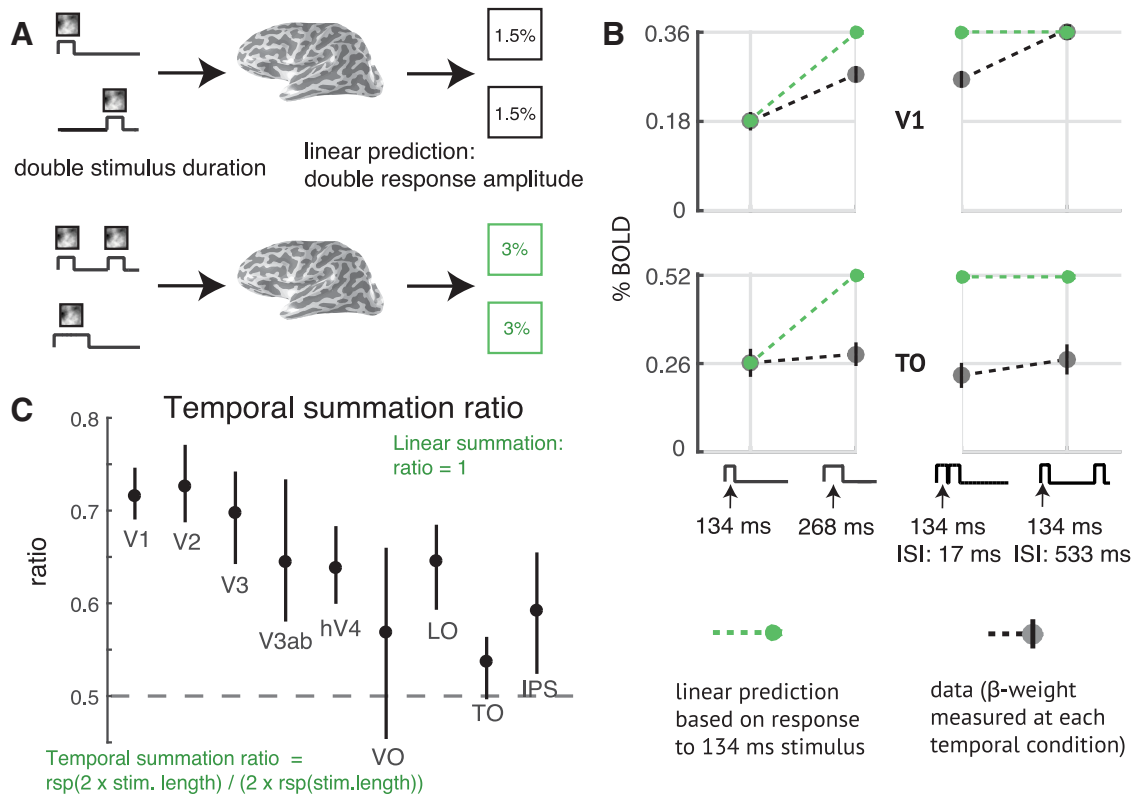 A
1.5%
1.5%
double stimulus duration
linear prediction:
double response amplitude
3%
3%
B
% BOLD
0.36
0.18
0
V1
0.52
0.26
0
TO
134 ms
268 ms
134 ms
ISI: 17 ms
134 ms
ISI: 533 ms
linear prediction
based on response
to 134 ms stimulus
data (β-weight
measured at each
temporal condition)
C
Temporal summation ratio
Linear summation:
ratio = 1
ratio
0.8
0.7
0.6
0.5
V1
V2
V3
V3ab
hV4
VO
LO
TO
IPS
Temporal summation ratio =
rsp(2 x stim. length) / (2 x rsp(stim.length))